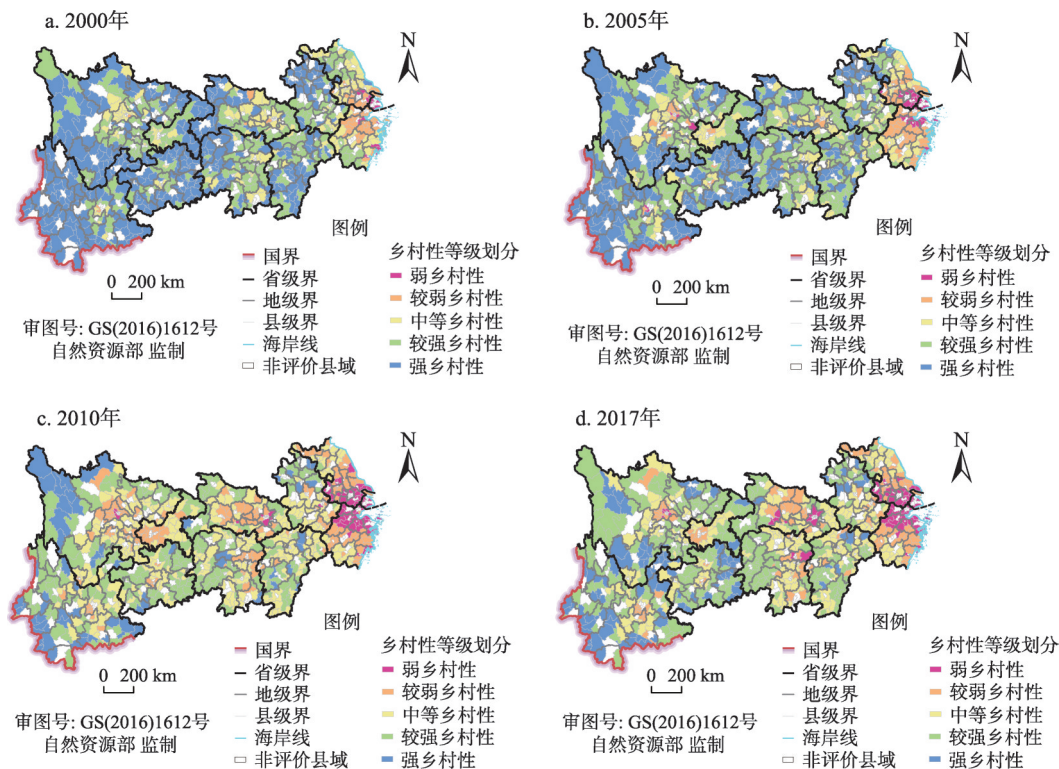 a. 2000年
N
图例
国界
省级界
地级界
县级界
海岸线
非评价县域
乡村性等级划分
弱乡村性
较弱乡村性
中等乡村性
较强乡村性
强乡村性
0 200 km
审图号: GS(2016)1612号
自然资源部 监制
b. 2005年
N
图例
国界
省级界
地级界
县级界
海岸线
非评价县域
乡村性等级划分
弱乡村性
较弱乡村性
中等乡村性
较强乡村性
强乡村性
0 200 km
审图号: GS(2016)1612号
自然资源部 监制
c. 2010年
N
图例
国界
省级界
地级界
县级界
海岸线
非评价县域
乡村性等级划分
弱乡村性
较弱乡村性
中等乡村性
较强乡村性
强乡村性
0 200 km
审图号: GS(2016)1612号
自然资源部 监制
d. 2017年
N
图例
国界
省级界
地级界
县级界
海岸线
非评价县域
乡村性等级划分
弱乡村性
较弱乡村性
中等乡村性
较强乡村性
强乡村性
0 200 km
审图号: GS(2016)1612号
自然资源部 监制